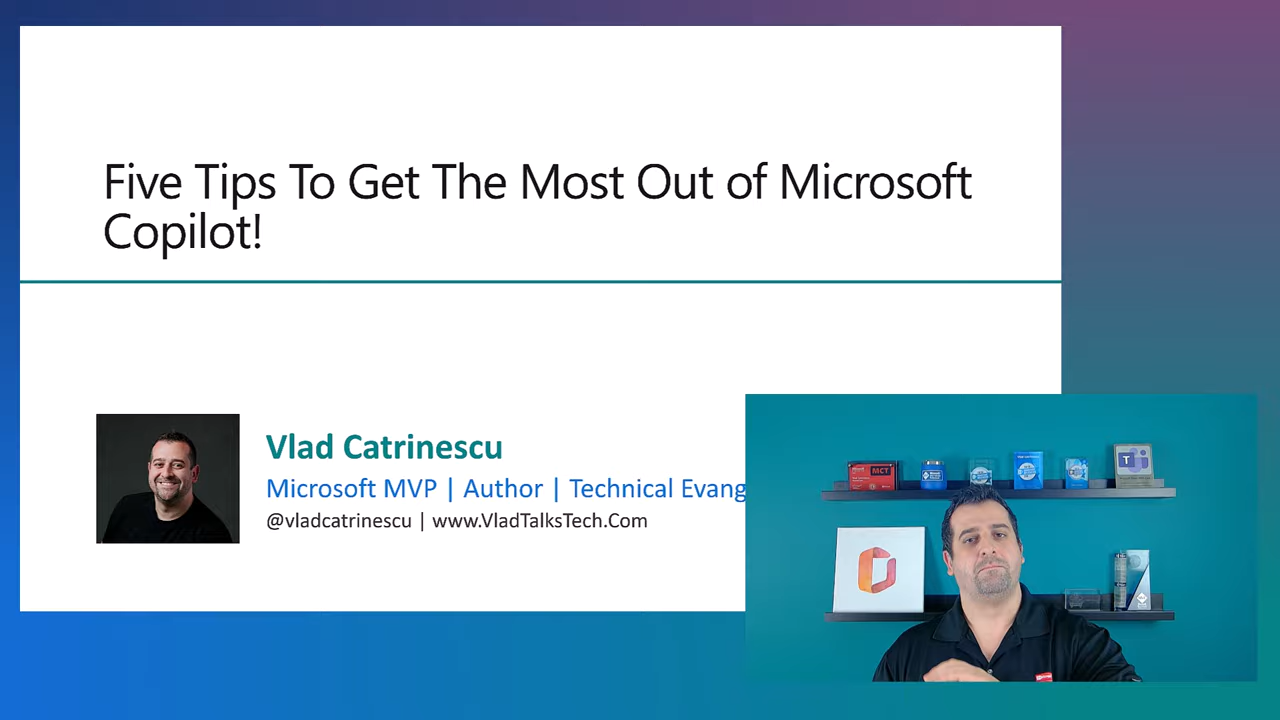 Five Tips To Get The Most Out of Microsoft
Copilot!
Vlad Catrinescu
Microsoft MVP | Author | Technical Evang
@vladcatrinescu | www.VladTalksTech.Com
MCT
T